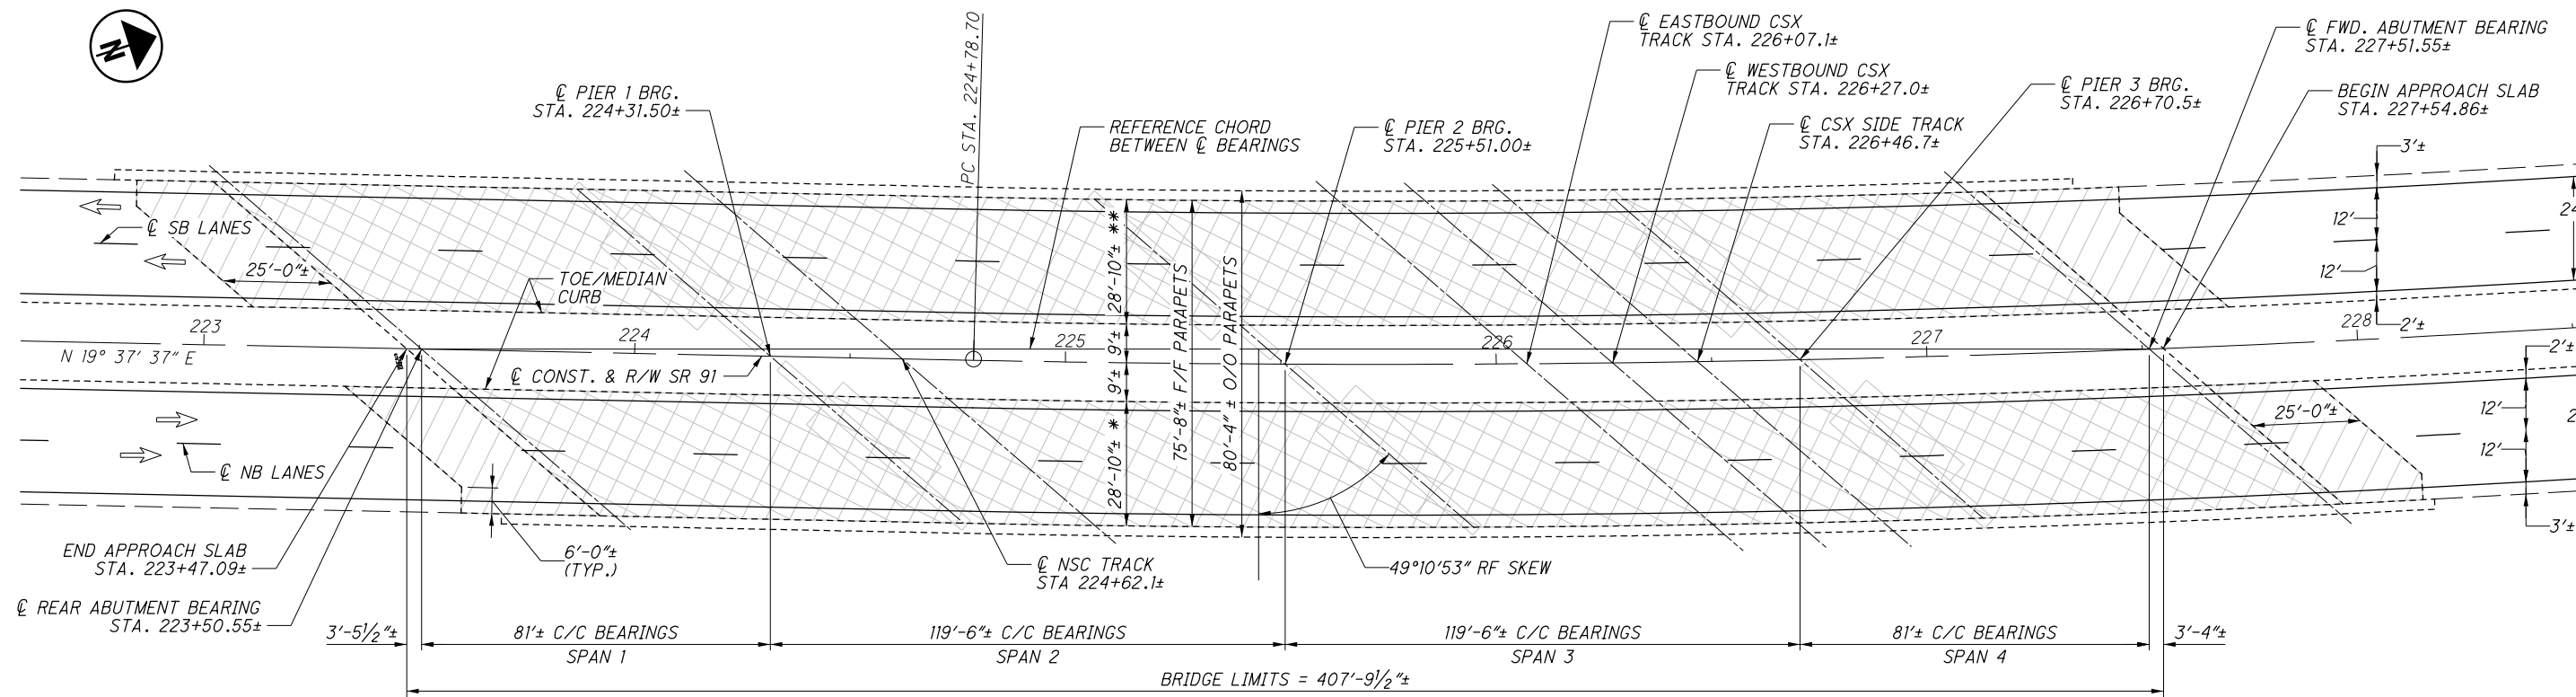 N
℄ PIER 1 BRG.
STA. 224+31.50±
PC STA. 224+78.70
REFERENCE CHORD
BETWEEN ℄ BEARINGS
℄ PIER 2 BRG.
STA. 225+51.00±
℄ EASTBOUND CSX
TRACK STA. 226+07.1±
℄ WESTBOUND CSX
TRACK STA. 226+27.0±
℄ CSX SIDE TRACK
STA. 226+46.7±
℄ PIER 3 BRG.
STA. 226+70.5±
℄ FWD. ABUTMENT BEARING
STA. 227+51.55±
BEGIN APPROACH SLAB
STA. 227+54.86±
3'±
12'
12'
2'±
24
℄ SB LANES
25'-0"±
TOE/MEDIAN
CURB
28'-10"± **
9'±
9'±
28'-10"± *
75'-8"± F/F PARAPETS
80'-4" ± O/O PARAPETS
223
224
225
226
227
228
N 19° 37' 37" E
℄ CONST. & R/W SR 91
2'±
12'
12'
3'±
2
25'-0"±
℄ NB LANES
END APPROACH SLAB
STA. 223+47.09±
℄ REAR ABUTMENT BEARING
STA. 223+50.55±
6'-0"±
(TYP.)
℄ NSC TRACK
STA 224+62.1±
49°10'53" RF SKEW
3'-5½"±
81'± C/C BEARINGS
SPAN 1
119'-6"± C/C BEARINGS
SPAN 2
119'-6"± C/C BEARINGS
SPAN 3
81'± C/C BEARINGS
SPAN 4
3'-4"±
BRIDGE LIMITS = 407'-9½"±